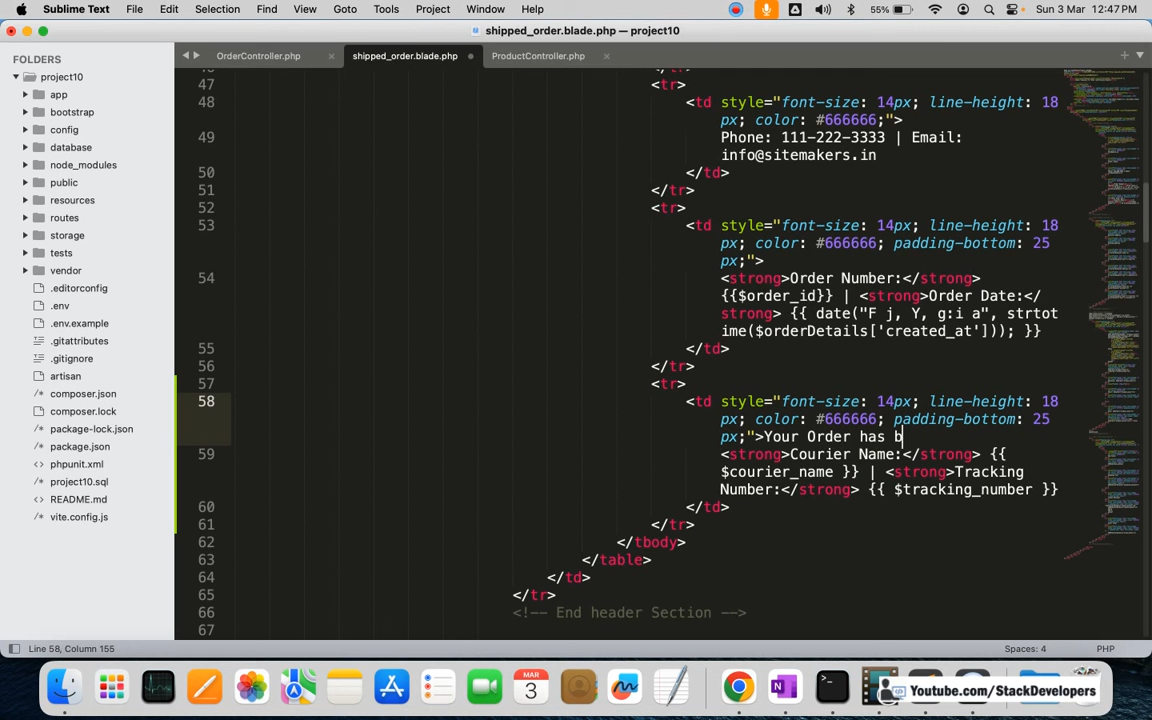 Sublime Text File Edit Selection Find View Goto Tools Project Window Help 55% Sun 3 Mar 12:47 PM
shipped_order.blade.php — project10
FOLDERS
OrderController.php shipped_order.blade.php ProductController.php
project10
app
bootstrap
config
database
node_modules
public
resources
routes
storage
tests
vendor
.editorconfig
.env
.env.example
.gitattributes
.gitignore
artisan
composer.json
composer.lock
package-lock.json
package.json
phpunit.xml
project10.sql
README.md
vite.config.js
47 <tr>
48 <td style="font-size: 14px; line-height: 18
px; color: #666666;">
49 Phone: 111-222-3333 | Email:
info@sitemakers.in
50 </td>
51 </tr>
52 <tr>
53 <td style="font-size: 14px; line-height: 18
px; color: #666666; padding-bottom: 25
px;">
54 <strong>Order Number:</strong>
{{$order_id}} | <strong>Order Date:</
strong> {{ date("F j, Y, g:i a", strtot
ime($orderDetails['created_at'])); }}
55 </td>
56 </tr>
57 <tr>
58 <td style="font-size: 14px; line-height: 18
px; color: #666666; padding-bottom: 25
px;">Your Order has b
59 <strong>Courier Name:</strong> {{
$courier_name }} | <strong>Tracking
Number:</strong> {{ $tracking_number }}
60 </td>
61 </tr>
62 </tbody>
63 </table>
64 </td>
65 </tr>
66 <!-- End header Section -->
67
Line 58, Column 155 Spaces: 4 PHP
MAR
3
Youtube.com/StackDevelopers